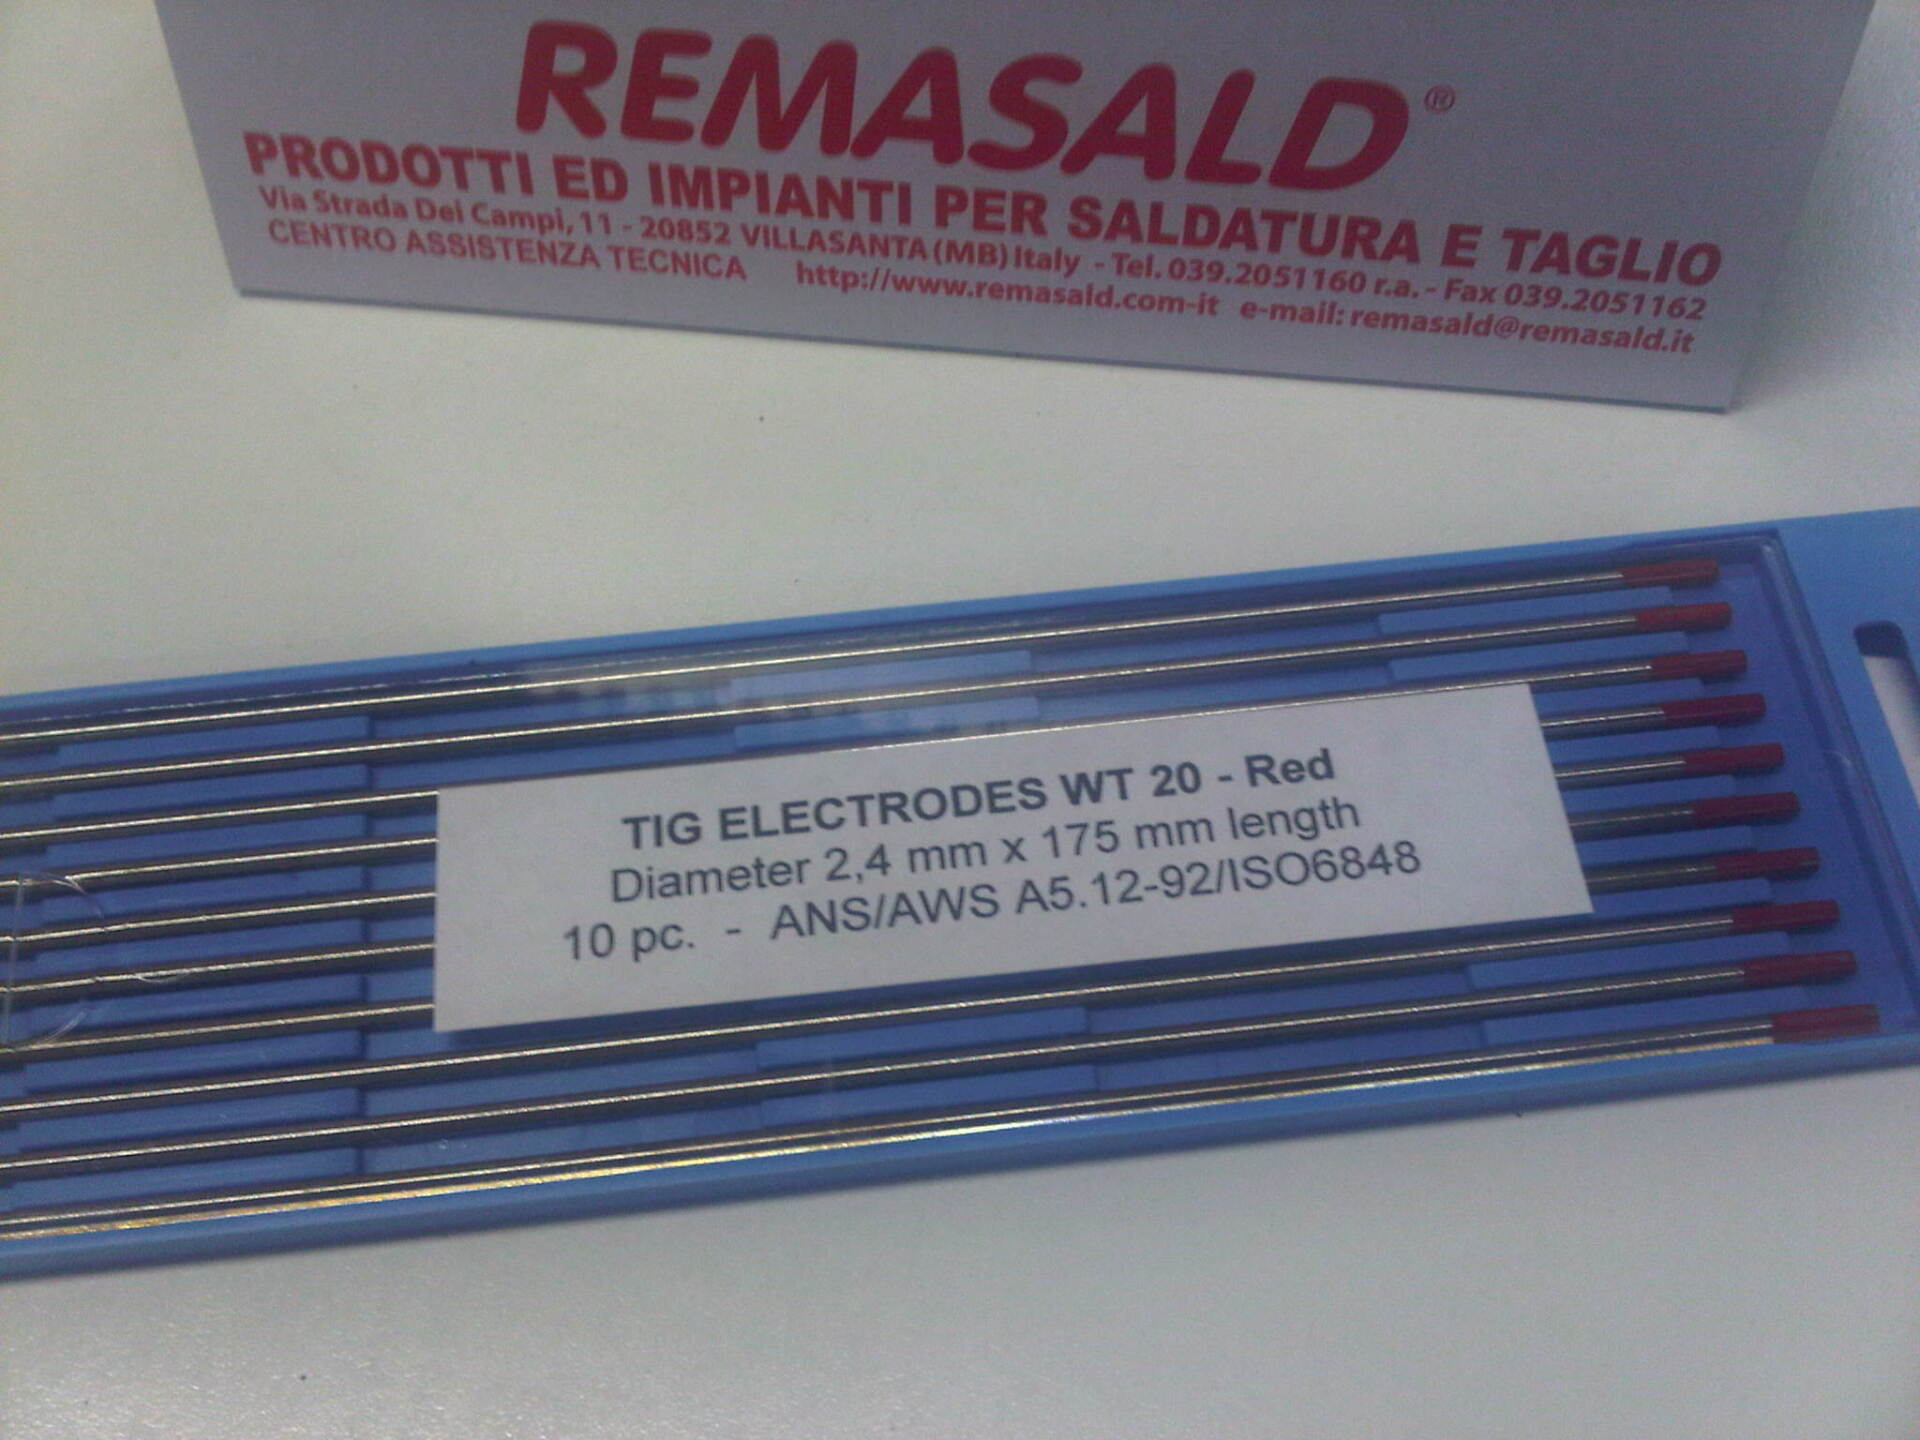 REMASALD®
PRODOTTI ED IMPIANTI PER SALDATURA E TAGLIO
Via Strada Dei Campi, 11 - 20852 VILLASANTA (MB) Italy - Tel. 039.2051160 r.a. - Fax 039.2051162
CENTRO ASSISTENZA TECNICA http://www.remasald.com-it e-mail: remasald@remasald.it
TIG ELECTRODES WT 20 - Red
Diameter 2,4 mm x 175 mm length
10 pc. - ANS/AWS A5.12-92/ISO6848